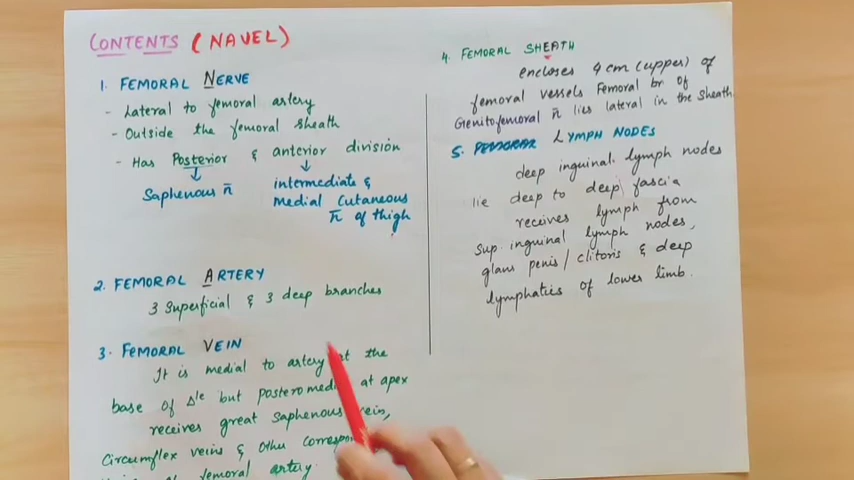 CONTENTS (NAVEL)
1. FEMORAL NERVE
- Lateral to femoral artery
- Outside the femoral sheath
- Has Posterior & anterior division
↓ ↓
Saphenous n̄ intermediate &
medial cutaneous
n̄ of thigh
2. FEMORAL ARTERY
3 Superficial & 3 deep branches
3. FEMORAL VEIN
It is medial to artery at the
base of Δle but posteromedial at apex
receives great saphenous vein,
circumflex veins & other
femoral artery.
4. FEMORAL SHEATH
encloses 4 cm (upper) of
femoral vessels Femoral br of
Genitofemoral n̄ lies lateral in the sheath.
5. FEMORAL LYMPH NODES
deep inguinal lymph nodes
lie deep to deep fascia
receives lymph from
sup. inguinal lymph nodes,
glans penis/clitoris & deep
lymphatics of lower limb.